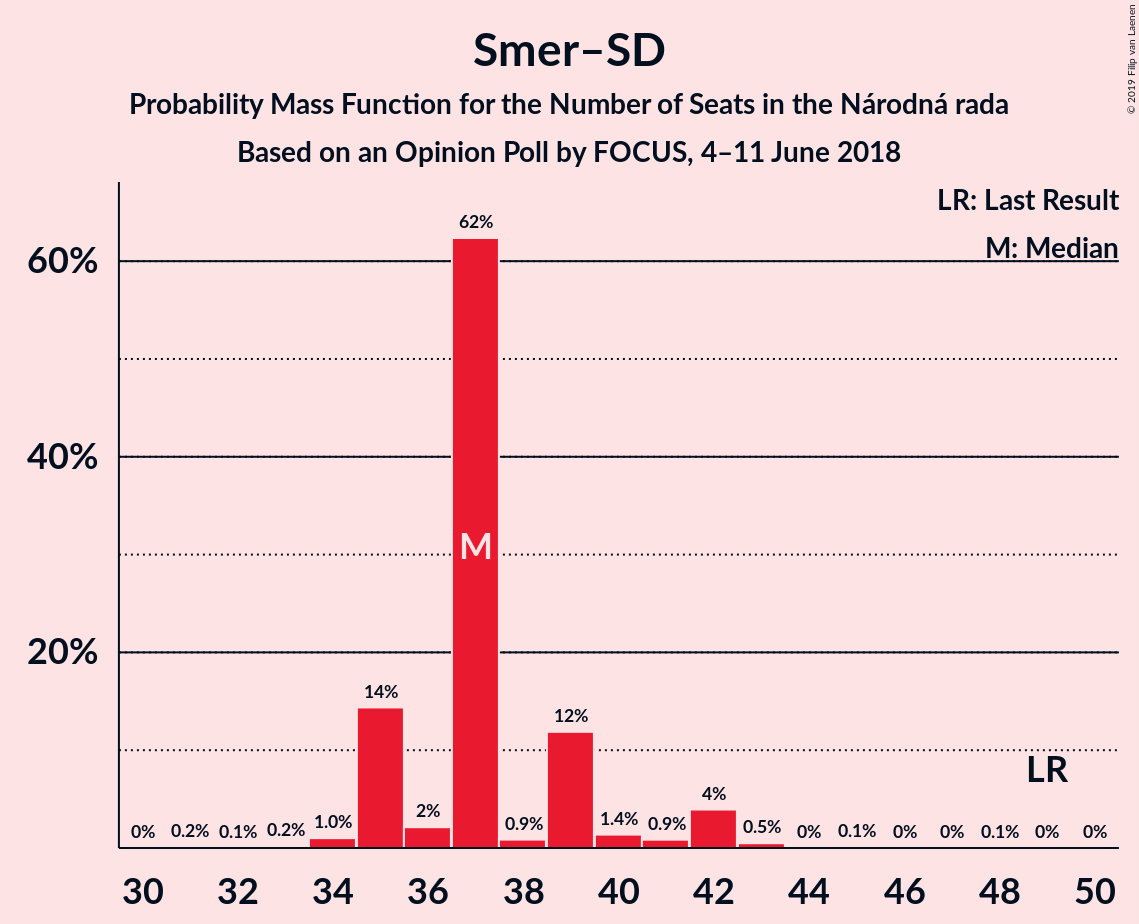 Smer–SD
Probability Mass Function for the Number of Seats in the Národná rada
Based on an Opinion Poll by FOCUS, 4–11 June 2018
© 2019 Filip van Laenen
LR: Last Result
M: Median
60%
40%
20%
0%
0.2%
0.1%
0.2%
1.0%
14%
2%
62%
0.9%
12%
1.4%
0.9%
4%
0.5%
0%
0.1%
0%
0%
0.1%
0%
0%
M
LR
30 32 34 36 38 40 42 44 46 48 50